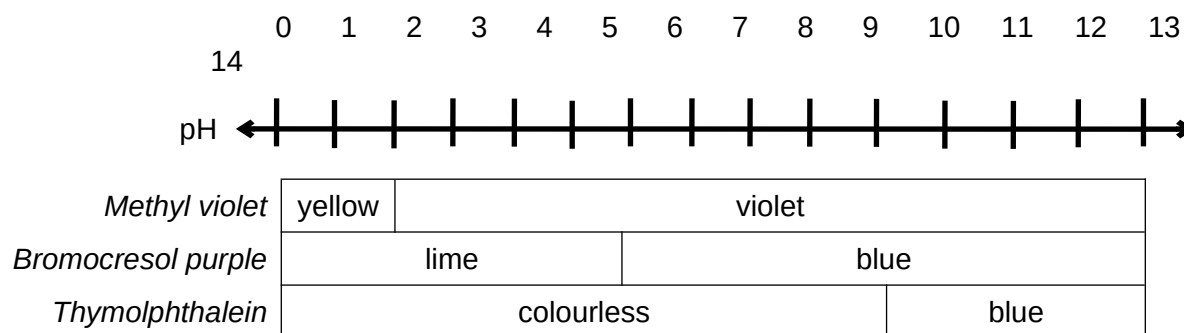 0 1 2 3 4 5 6 7 8 9 10 11 12 13
14
pH
Methyl violet yellow violet
Bromocresol purple lime blue
Thymolphthalein colourless blue